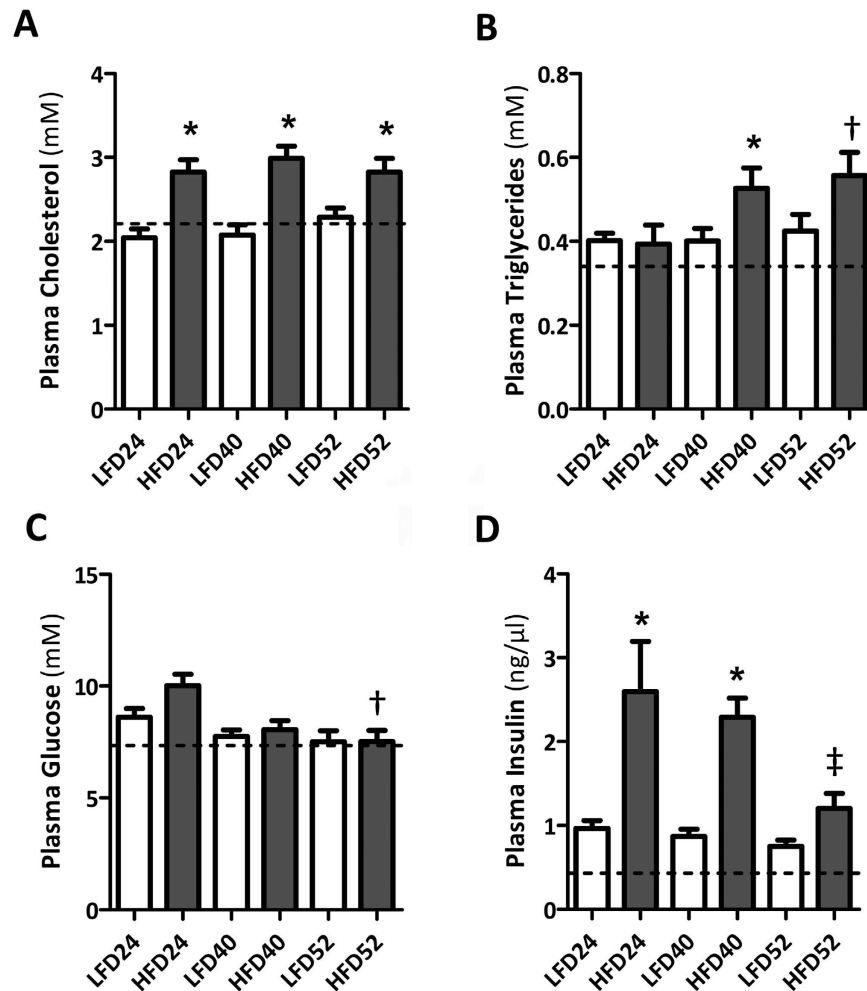 A
Plasma Cholesterol (mM)
4
3
2
1
0
* * *
LFD24 HFD24 LFD40 HFD40 LFD52 HFD52
B
Plasma Triglycerides (mM)
0.8
0.6
0.4
0.2
0.0
* †
LFD24 HFD24 LFD40 HFD40 LFD52 HFD52
C
Plasma Glucose (mM)
15
10
5
0
†
LFD24 HFD24 LFD40 HFD40 LFD52 HFD52
D
Plasma Insulin (ng/µl)
4
3
2
1
0
* * ‡
LFD24 HFD24 LFD40 HFD40 LFD52 HFD52